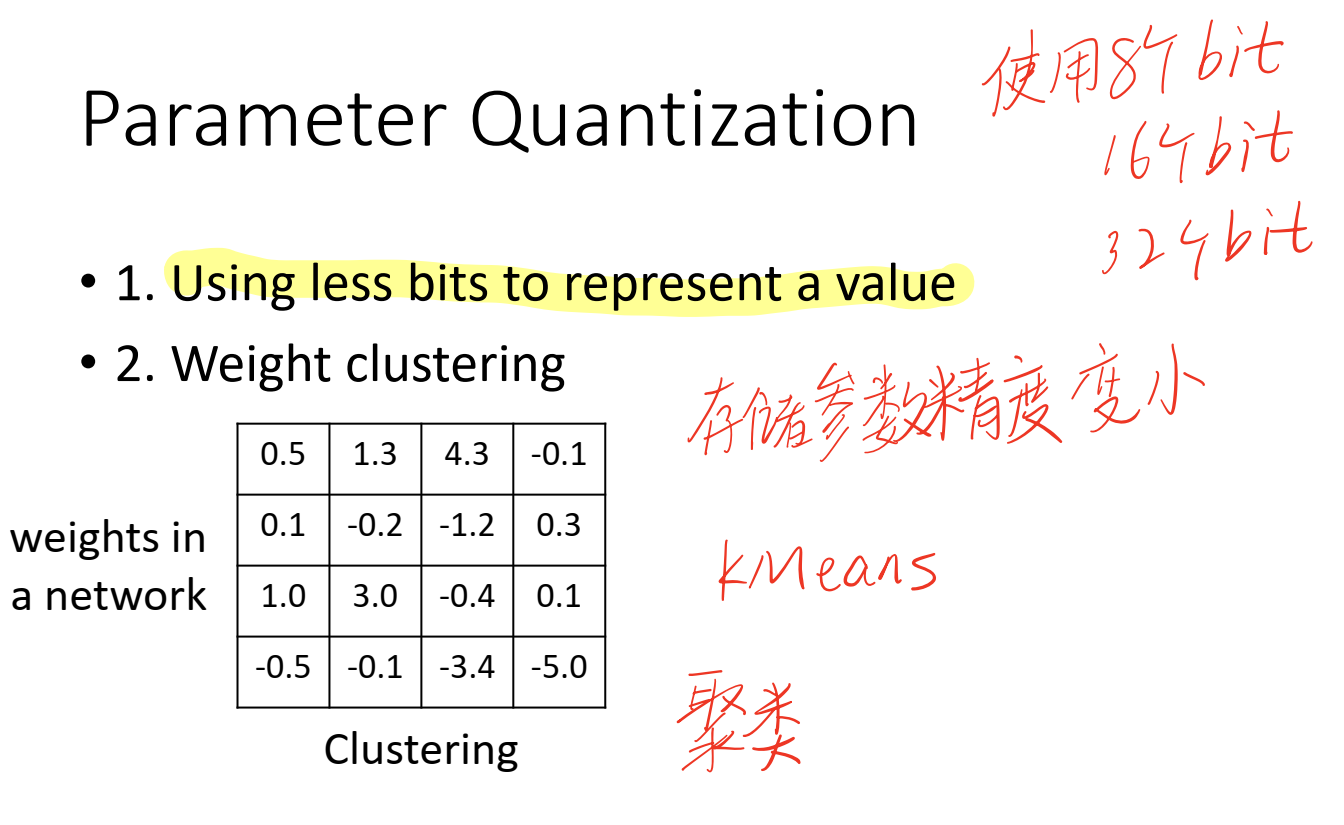 Parameter Quantization
使用8个bit
16个bit
32个bit
• 1. Using less bits to represent a value
• 2. Weight clustering
存储参数精度变小
weights in
a network
0.5 1.3 4.3 -0.1
0.1 -0.2 -1.2 0.3
1.0 3.0 -0.4 0.1
-0.5 -0.1 -3.4 -5.0
Clustering
kMeans
聚类